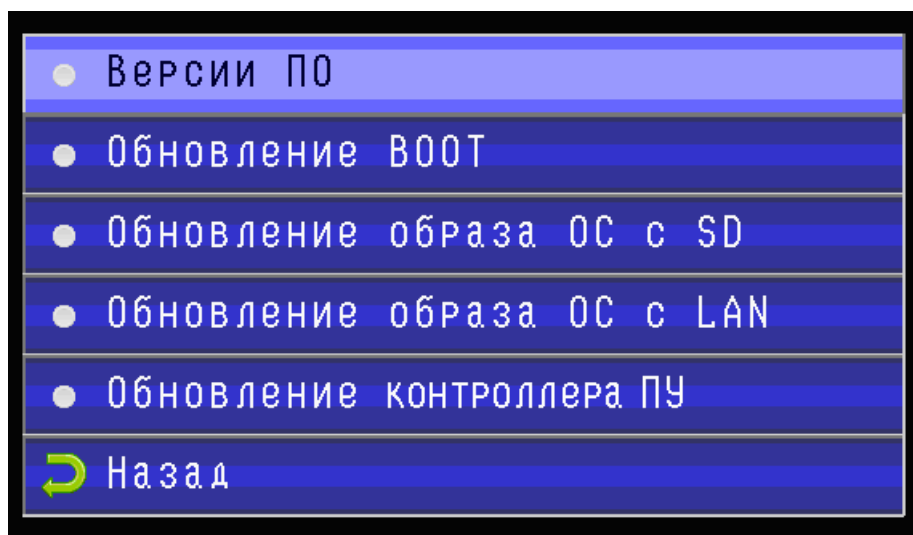 Версии ПО
Обновление BOOT
Обновление образа ОС с SD
Обновление образа ОС с LAN
Обновление контроллера ПУ
Назад